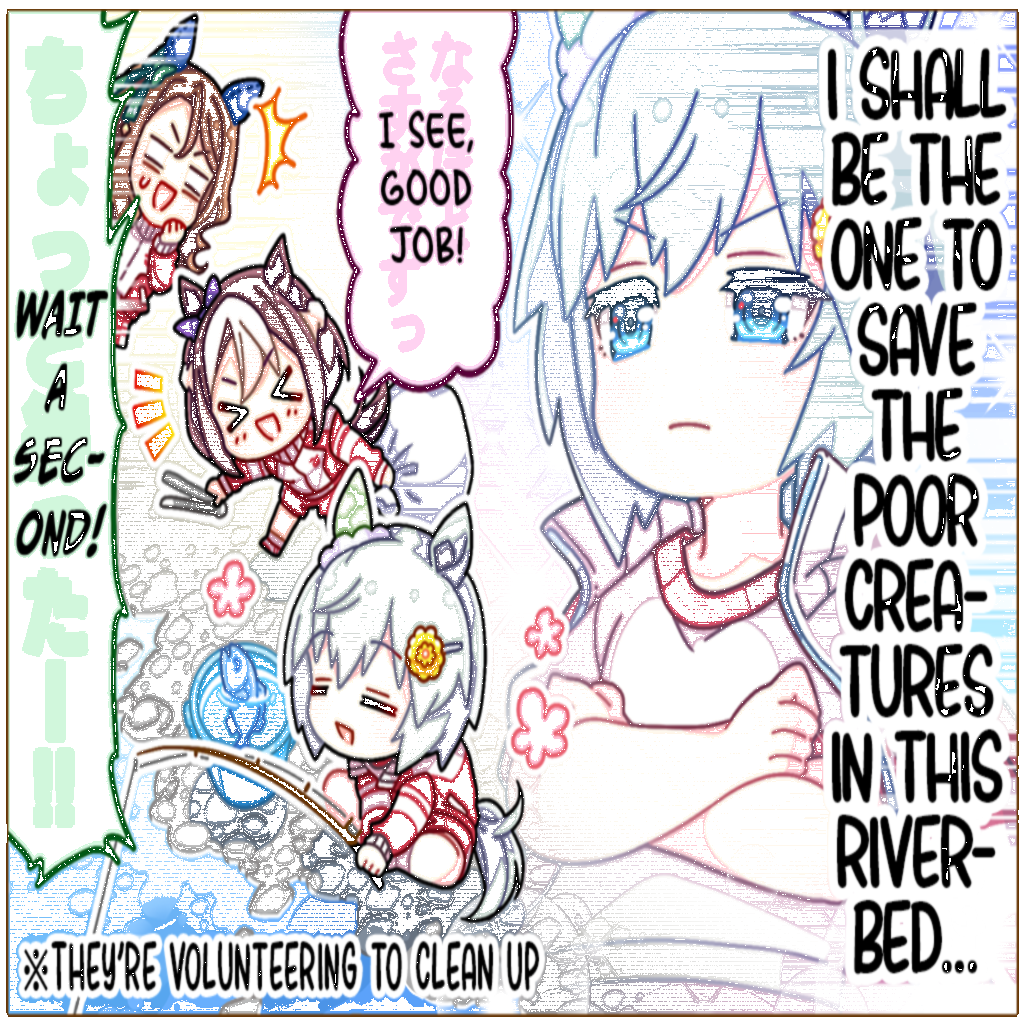 I SHALL
BE THE
ONE TO
SAVE
THE
POOR
CREA-
TURES
IN THIS
RIVER-
BED...
I SEE,
GOOD
JOB!
WAIT
A
SEC-
OND!
ちょっと待ったー!!
※THEY'RE VOLUNTEERING TO CLEAN UP